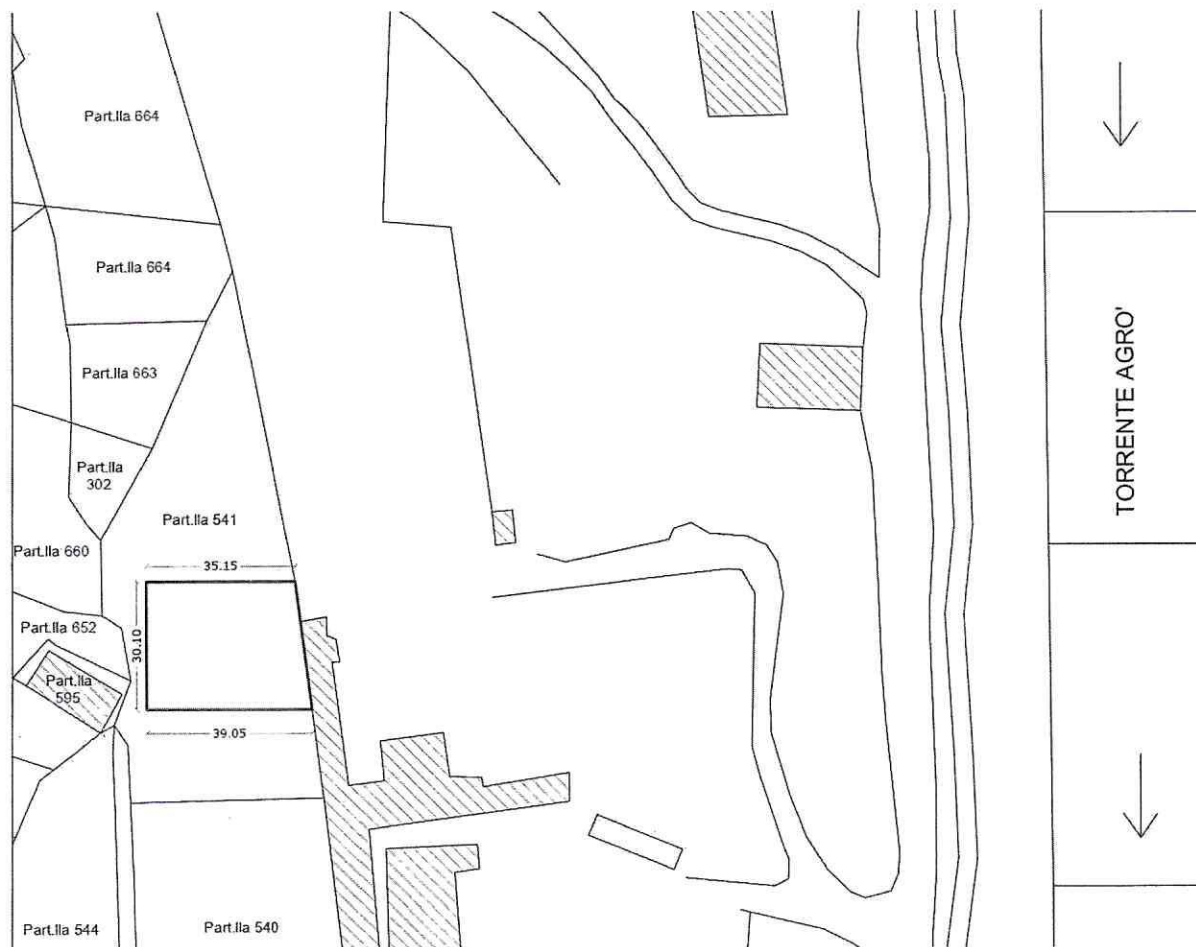 Part.lla 664
Part.lla 664
Part.lla 663
Part.lla
302
Part.lla 541
Part.lla 660
35.15
30.10
Part.lla 652
Part.lla
595
39.05
Part.lla 544
Part.lla 540
TORRENTE AGRO'